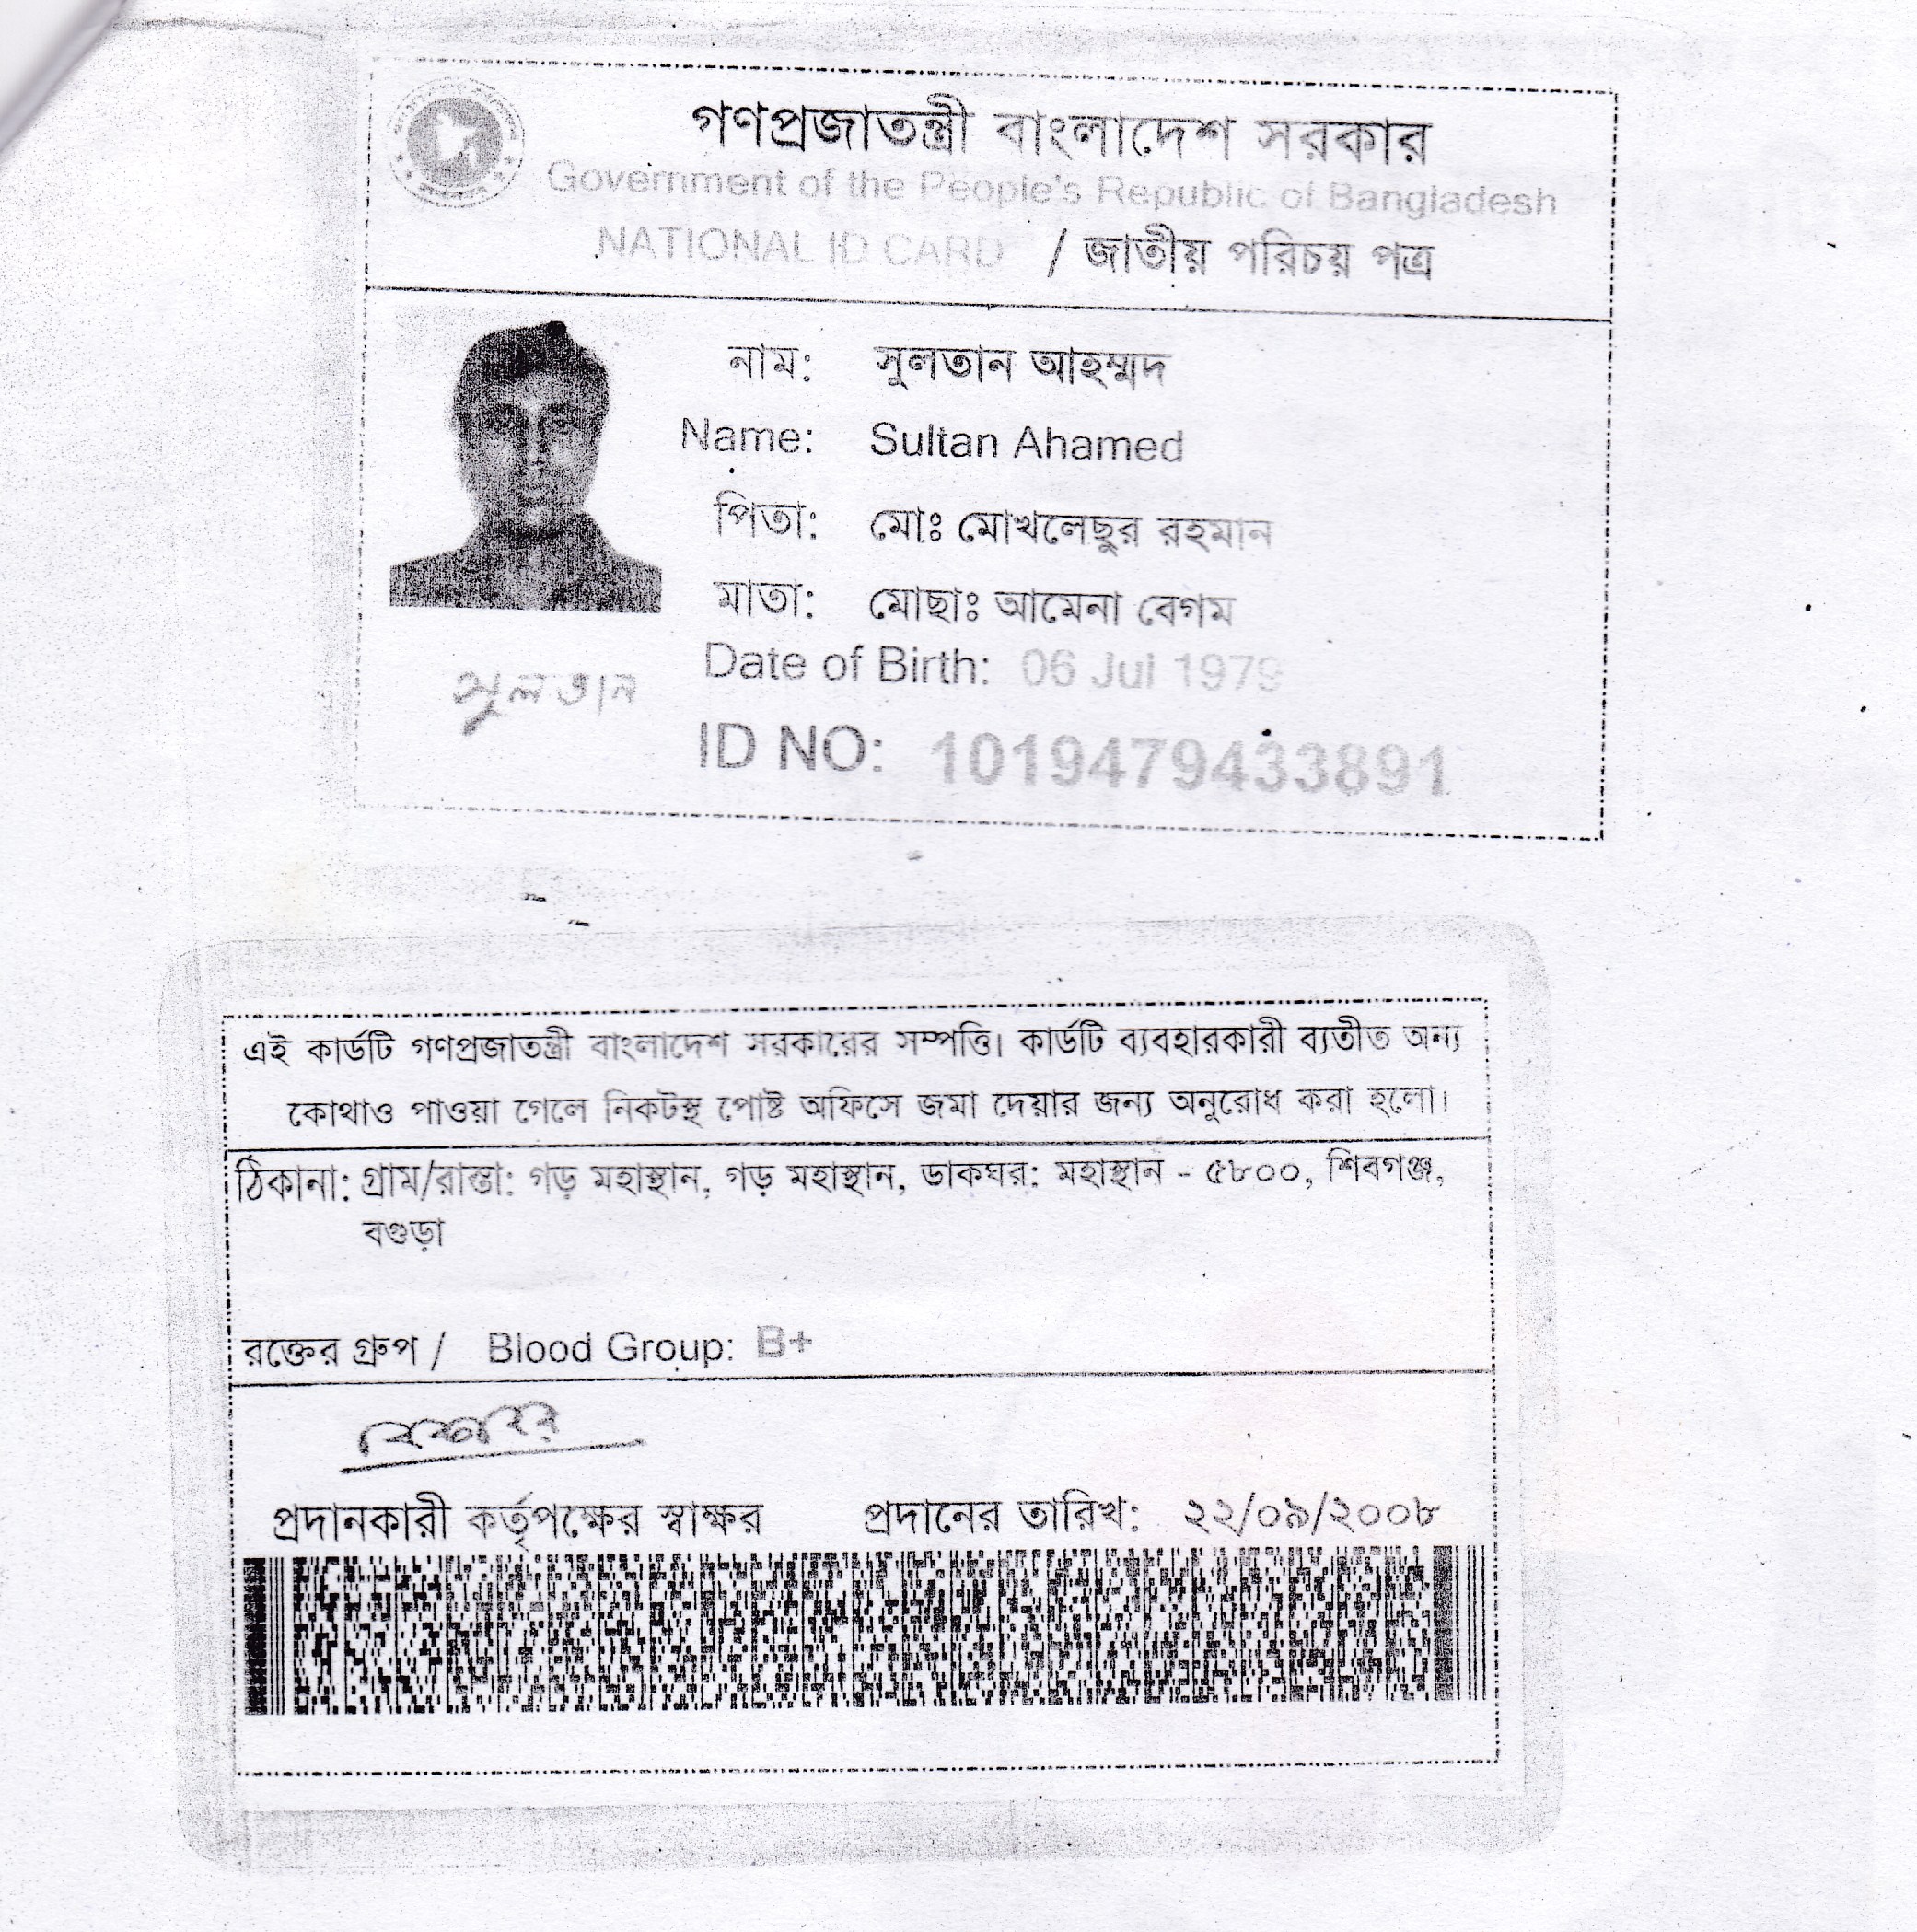 গণপ্রজাতন্ত্রী বাংলাদেশ সরকার
Government of the People's Republic of Bangladesh
NATIONAL ID CARD / জাতীয় পরিচয় পত্র
নাম: সুলতান আহম্মদ
Name: Sultan Ahamed
পিতা: মোঃ মোখলেছুর রহমান
মাতা: মোছাঃ আমেনা বেগম
Date of Birth: 06 Jul 1979
সুলতান
ID NO: 1019479433891
এই কার্ডটি গণপ্রজাতন্ত্রী বাংলাদেশ সরকারের সম্পত্তি। কার্ডটি ব্যবহারকারী ব্যতীত অন্য
কোথাও পাওয়া গেলে নিকটস্থ পোষ্ট অফিসে জমা দেয়ার জন্য অনুরোধ করা হলো।
ঠিকানা: গ্রাম/রাস্তা: গড় মহাস্থান, গড় মহাস্থান, ডাকঘর: মহাস্থান - ৫৮০০, শিবগঞ্জ,
বগুড়া
রক্তের গ্রুপ / Blood Group: B+
প্রদানকারী কর্তৃপক্ষের স্বাক্ষর প্রদানের তারিখ: ২২/০৯/২০০৮